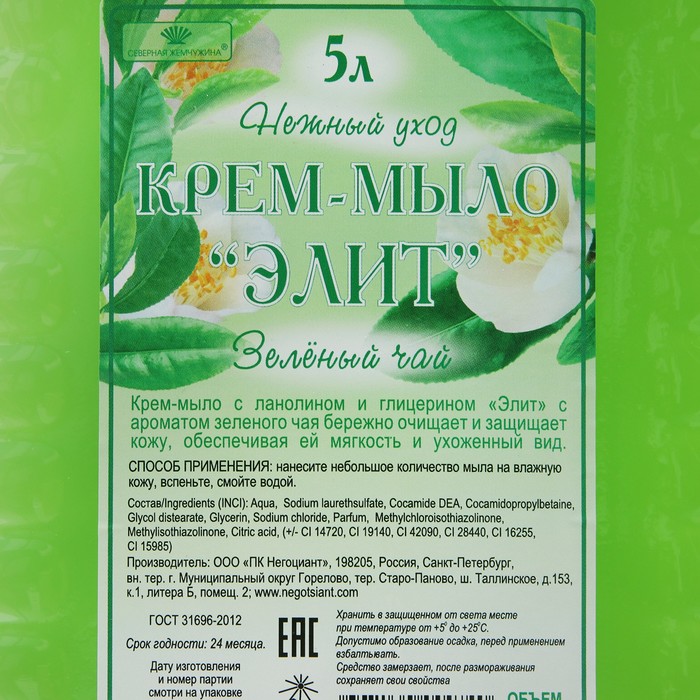 СЕВЕРНАЯ ЖЕМЧУЖИНА®
5л
Нежный уход
КРЕМ-МЫЛО
“ЭЛИТ”
Зелёный чай
Крем-мыло с ланолином и глицерином «Элит» с
ароматом зеленого чая бережно очищает и защищает
кожу, обеспечивая ей мягкость и ухоженный вид.
СПОСОБ ПРИМЕНЕНИЯ: нанесите небольшое количество мыла на влажную
кожу, вспеньте, смойте водой.
Состав/Ingredients (INCI): Aqua, Sodium laurethsulfate, Cocamide DEA, Cocamidopropylbetaine,
Glycol distearate, Glycerin, Sodium chloride, Parfum, Methylchloroisothiazolinone,
Methylisothiazolinone, Citric acid, (+/- CI 14720, CI 19140, CI 42090, CI 28440, CI 16255,
CI 15985)
Производитель: ООО «ПК Негоциант», 198205, Россия, Санкт-Петербург,
вн. тер. г. Муниципальный округ Горелово, тер. Старо-Паново, ш. Таллинское, д.153,
к.1, литера Б, помещ. 2; www.negotsiant.com
ГОСТ 31696-2012
Срок годности: 24 месяца.
Дату изготовления
и номер партии
смотри на упаковке
EAC
Хранить в защищенном от света месте
при температуре от +5⁰ до +25⁰С.
Допустимо образование осадка, перед применением
взбалтывать.
Средство замерзает, после размораживания
сохраняет свои свойства
ОБЪЕМ